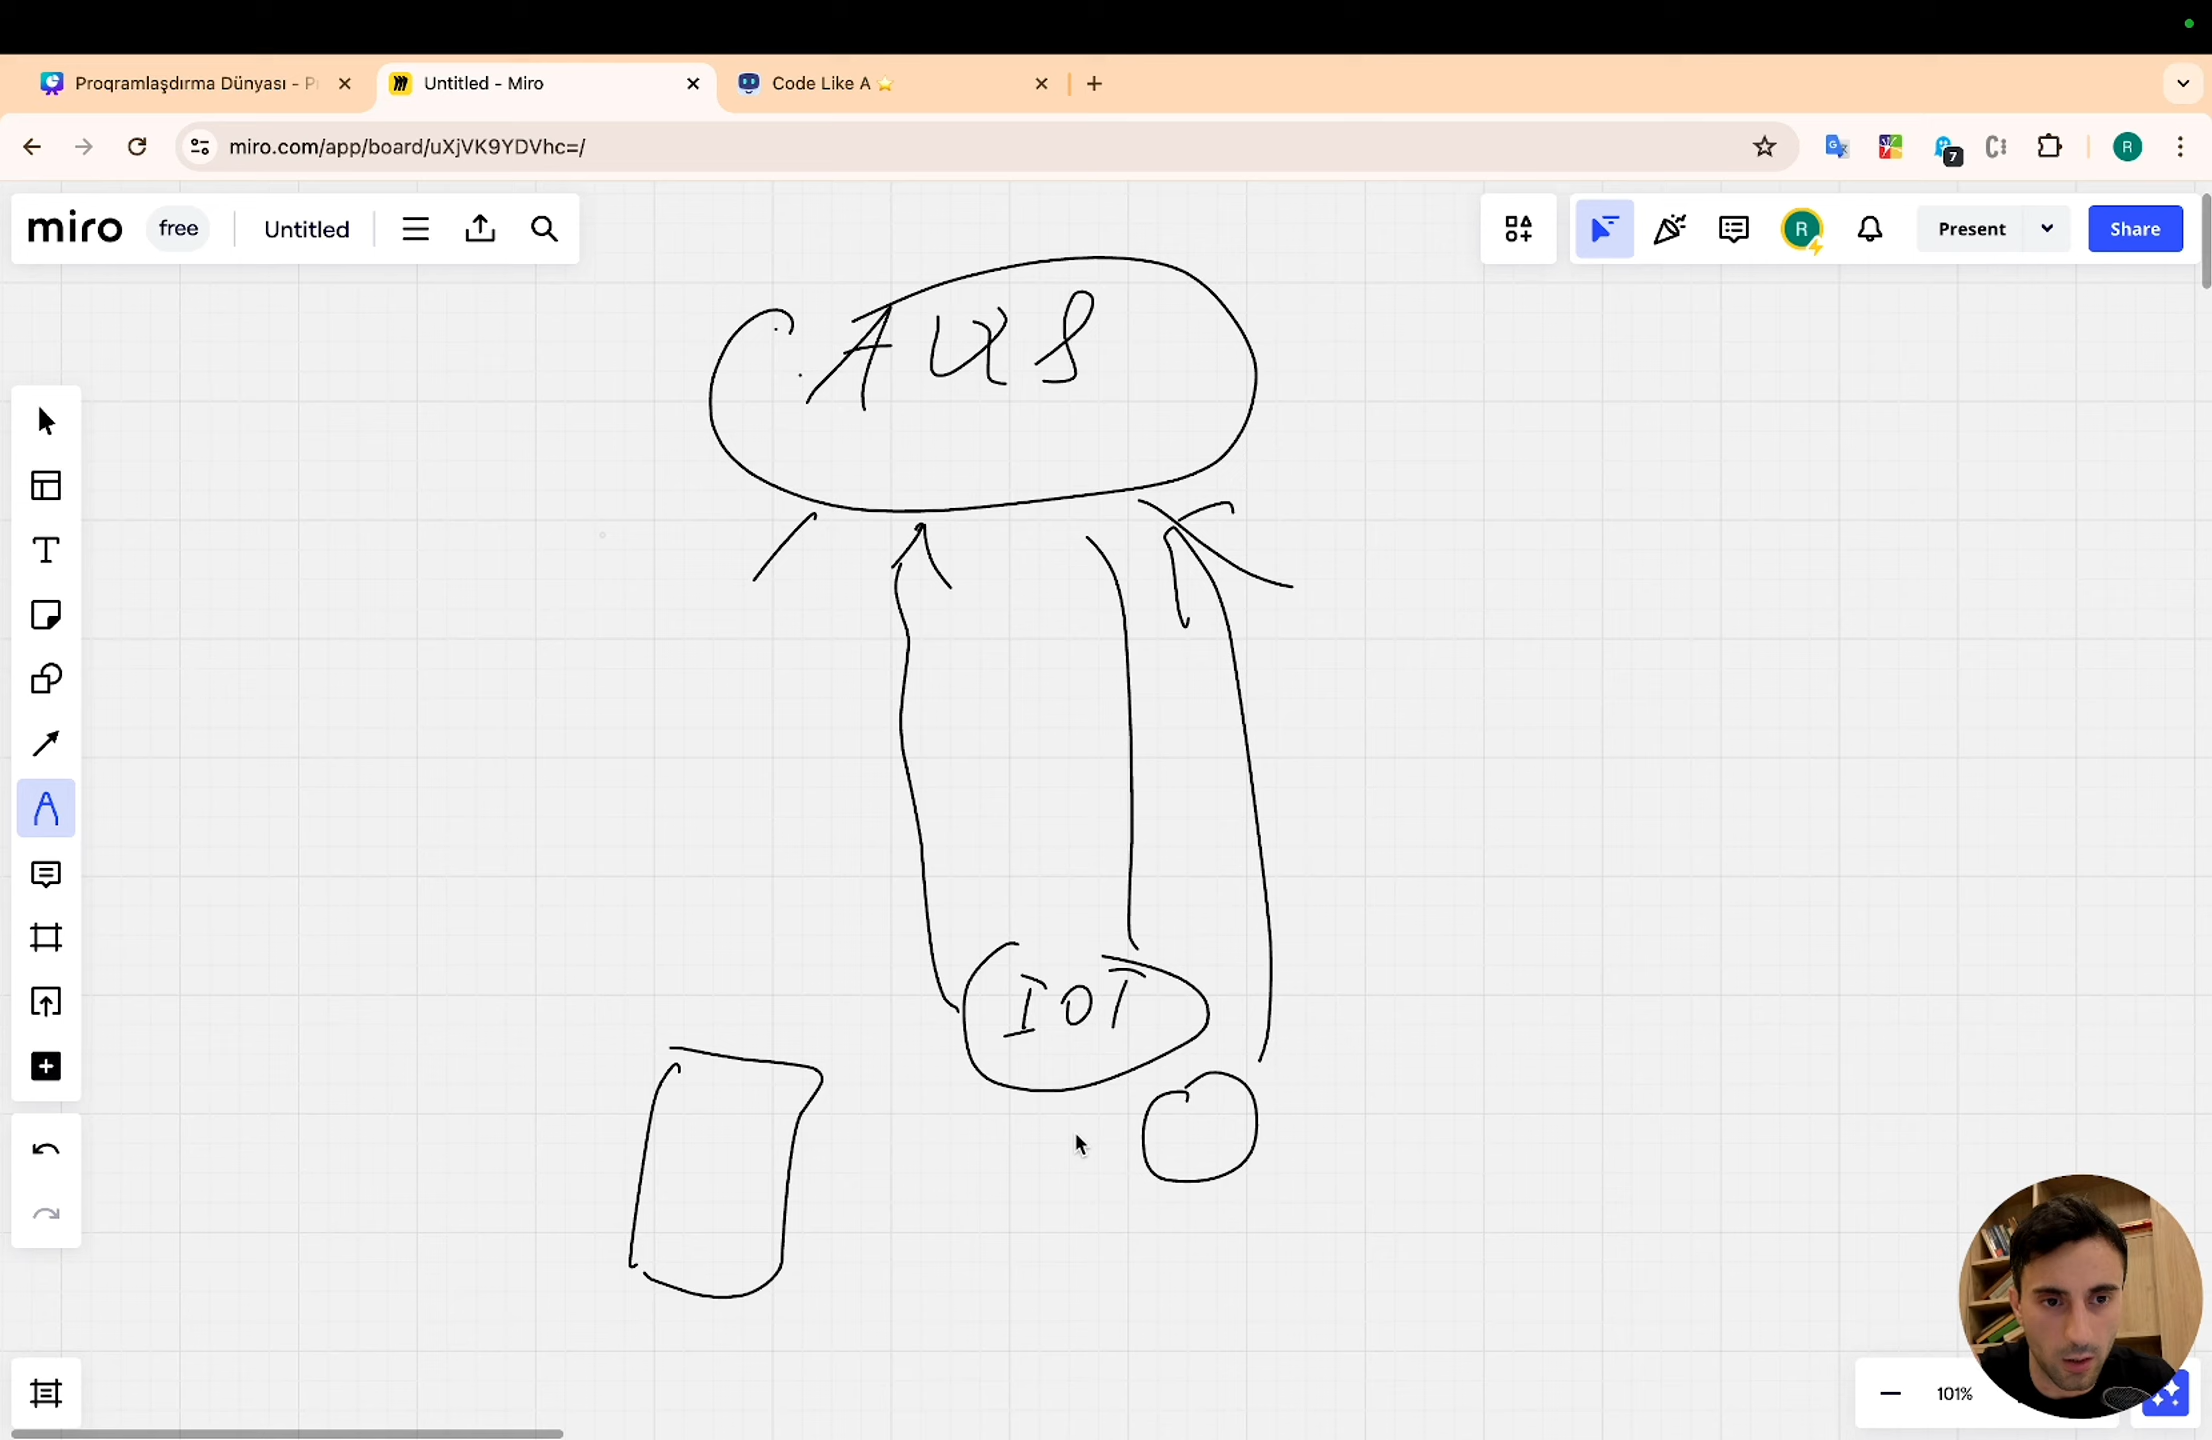 Proqramlaşdırma Dünyası - P
Untitled - Miro
Code Like A ⭐
miro.com/app/board/uXjVK9YDVhc=/
7
R
miro
free
Untitled
R
Present
Share
AWS
IOT
101%